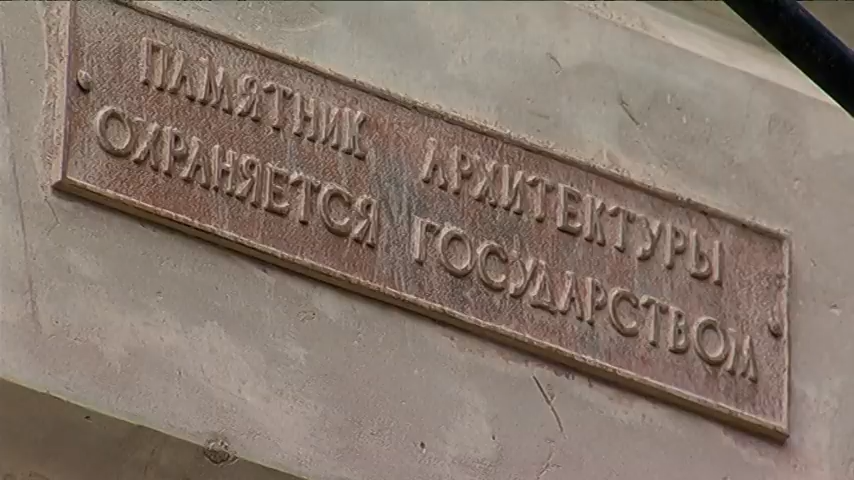 ПАМЯТНИК АРХИТЕКТУРЫ
ОХРАНЯЕТСЯ ГОСУДАРСТВОМ